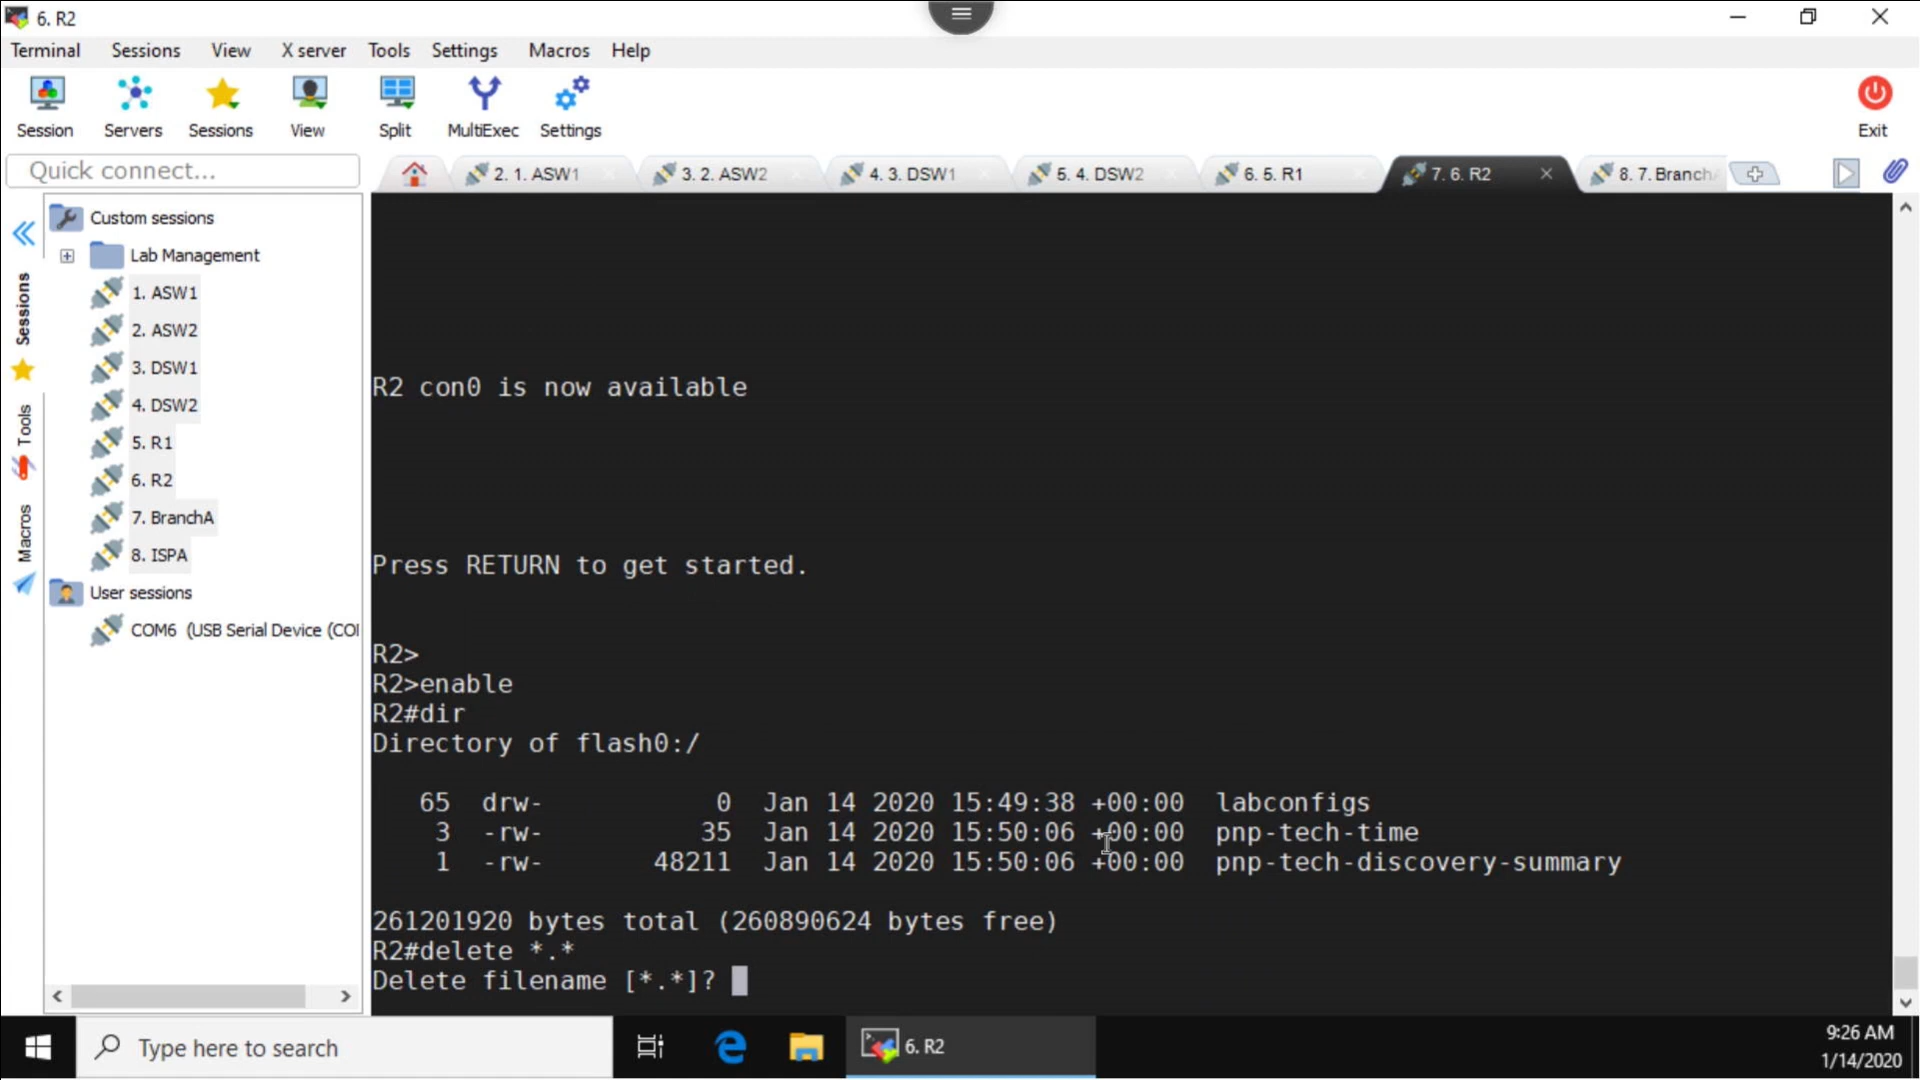 6. R2
Terminal Sessions View X server Tools Settings Macros Help
Session Servers Sessions View Split MultiExec Settings Exit
Quick connect...
2. 1. ASW1 3. 2. ASW2 4. 3. DSW1 5. 4. DSW2 6. 5. R1 7. 6. R2 8. 7. Branch
Sessions
Tools
Macros
Custom sessions
Lab Management
1. ASW1
2. ASW2
3. DSW1
4. DSW2
5. R1
6. R2
7. BranchA
8. ISPA
User sessions
COM6 (USB Serial Device (COI
R2 con0 is now available
Press RETURN to get started.
R2>
R2>enable
R2#dir
Directory of flash0:/
65 drw- 0 Jan 14 2020 15:49:38 +00:00 labconfigs
3 -rw- 35 Jan 14 2020 15:50:06 +00:00 pnp-tech-time
1 -rw- 48211 Jan 14 2020 15:50:06 +00:00 pnp-tech-discovery-summary
261201920 bytes total (260890624 bytes free)
R2#delete *.*
Delete filename [*.*]?
Type here to search
6. R2
9:26 AM
1/14/2020